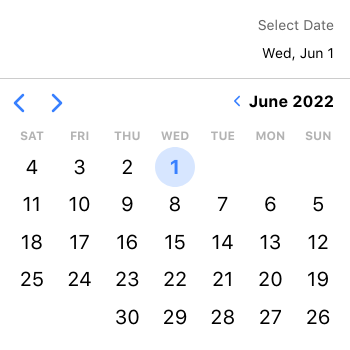 Select Date
Wed, Jun 1
June 2022
SAT FRI THU WED TUE MON SUN
4 3 2 1
11 10 9 8 7 6 5
18 17 16 15 14 13 12
25 24 23 22 21 20 19
30 29 28 27 26